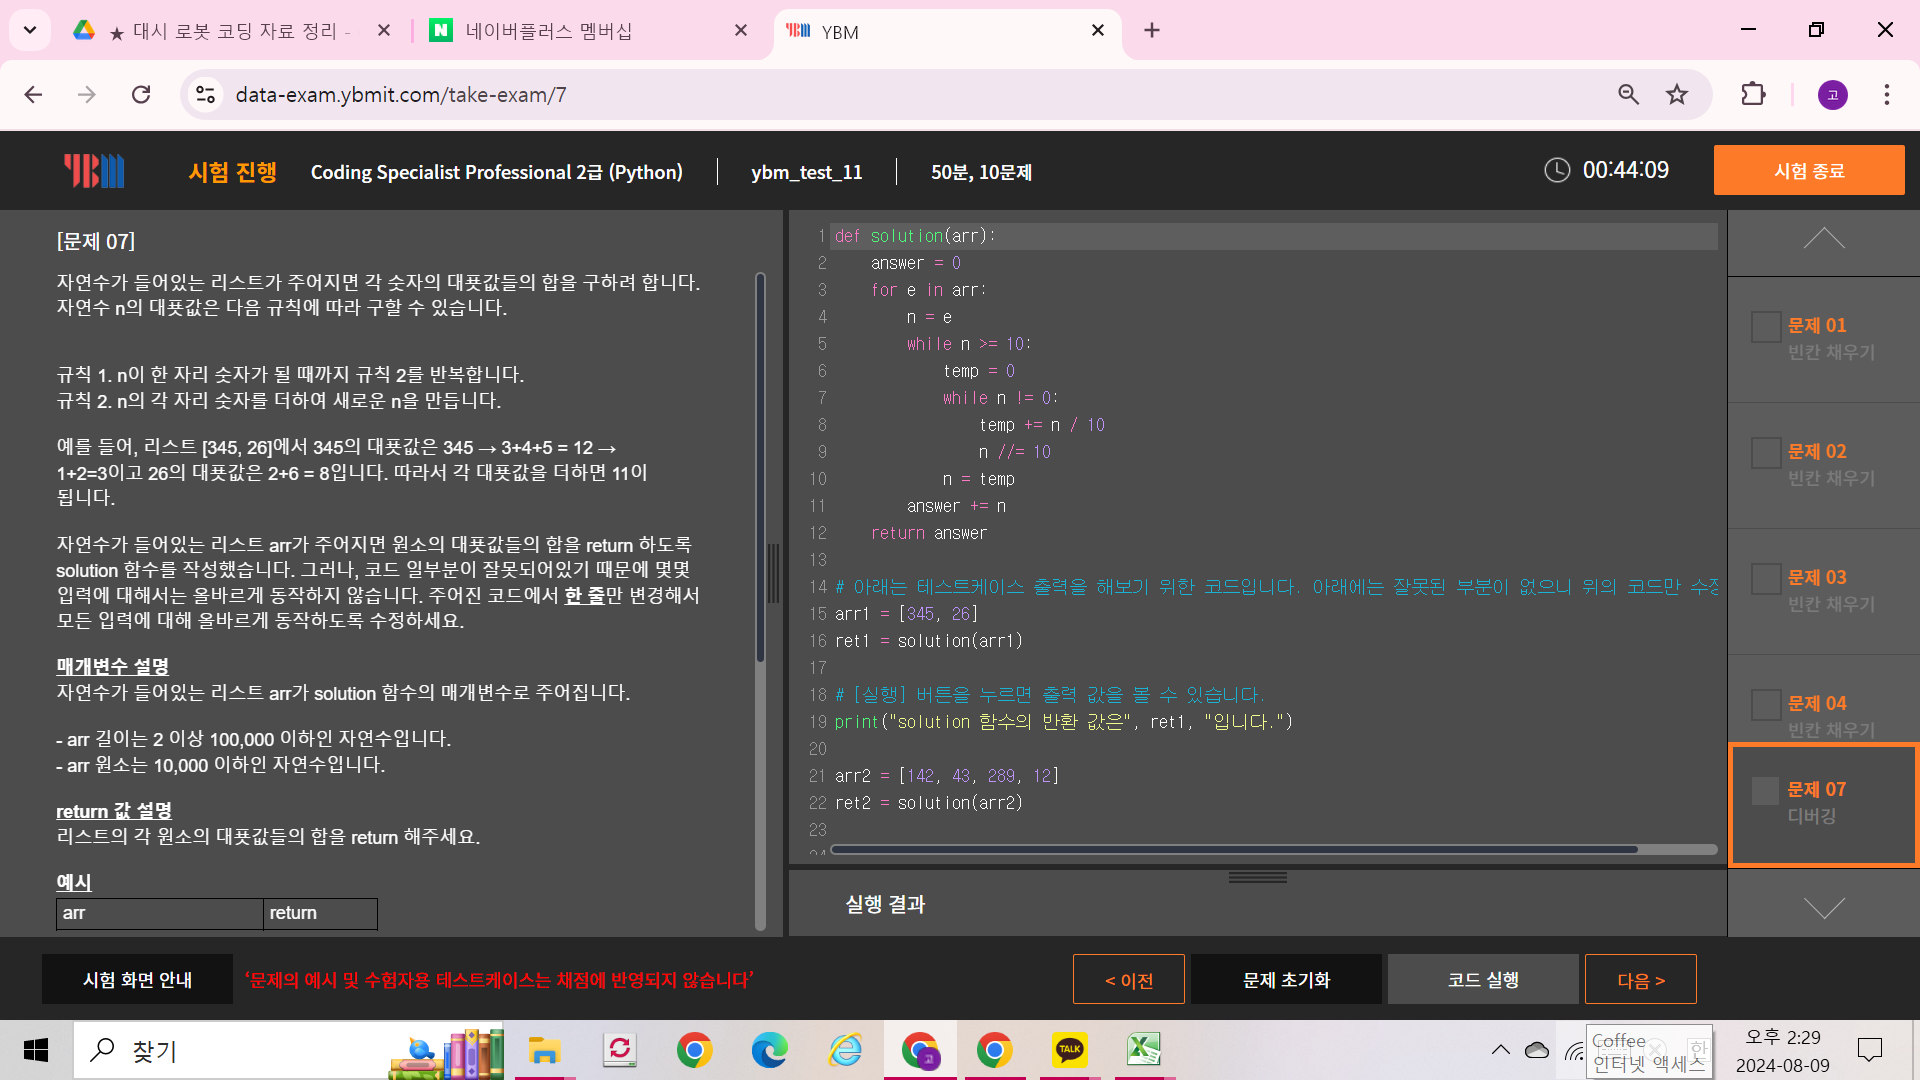 ★ 대시 로봇 코딩 자료 정리 -
네이버플러스 멤버십
YBM
data-exam.ybmit.com/take-exam/7
고
YBM
시험 진행
Coding Specialist Professional 2급 (Python)
ybm_test_11
50분, 10문제
00:44:09
시험 종료
[문제 07]
자연수가 들어있는 리스트가 주어지면 각 숫자의 대푯값들의 합을 구하려 합니다.
자연수 n의 대푯값은 다음 규칙에 따라 구할 수 있습니다.
규칙 1. n이 한 자리 숫자가 될 때까지 규칙 2를 반복합니다.
규칙 2. n의 각 자리 숫자를 더하여 새로운 n을 만듭니다.
예를 들어, 리스트 [345, 26]에서 345의 대푯값은 345 → 3+4+5 = 12 →
1+2=3이고 26의 대푯값은 2+6 = 8입니다. 따라서 각 대푯값을 더하면 11이
됩니다.
자연수가 들어있는 리스트 arr가 주어지면 원소의 대푯값들의 합을 return 하도록
solution 함수를 작성했습니다. 그러나, 코드 일부분이 잘못되어있기 때문에 몇몇
입력에 대해서는 올바르게 동작하지 않습니다. 주어진 코드에서 한 줄만 변경해서
모든 입력에 대해 올바르게 동작하도록 수정하세요.
매개변수 설명
자연수가 들어있는 리스트 arr가 solution 함수의 매개변수로 주어집니다.
- arr 길이는 2 이상 100,000 이하인 자연수입니다.
- arr 원소는 10,000 이하인 자연수입니다.
return 값 설명
리스트의 각 원소의 대푯값들의 합을 return 해주세요.
예시
arr return
1 def solution(arr):
2     answer = 0
3     for e in arr:
4         n = e
5         while n >= 10:
6             temp = 0
7             while n != 0:
8                 temp += n / 10
9                 n //= 10
10             n = temp
11         answer += n
12     return answer
13
14 # 아래는 테스트케이스 출력을 해보기 위한 코드입니다. 아래에는 잘못된 부분이 없으니 위의 코드만 수정
15 arr1 = [345, 26]
16 ret1 = solution(arr1)
17
18 # [실행] 버튼을 누르면 출력 값을 볼 수 있습니다.
19 print("solution 함수의 반환 값은", ret1, "입니다.")
20
21 arr2 = [142, 43, 289, 12]
22 ret2 = solution(arr2)
23
24
실행 결과
문제 01
빈칸 채우기
문제 02
빈칸 채우기
문제 03
빈칸 채우기
문제 04
빈칸 채우기
문제 07
디버깅
시험 화면 안내
‘문제의 예시 및 수험자용 테스트케이스는 채점에 반영되지 않습니다’
< 이전
문제 초기화
코드 실행
다음 >
찾기
고
TALK
Coffee
인터넷 액세스
한
오후 2:29
2024-08-09